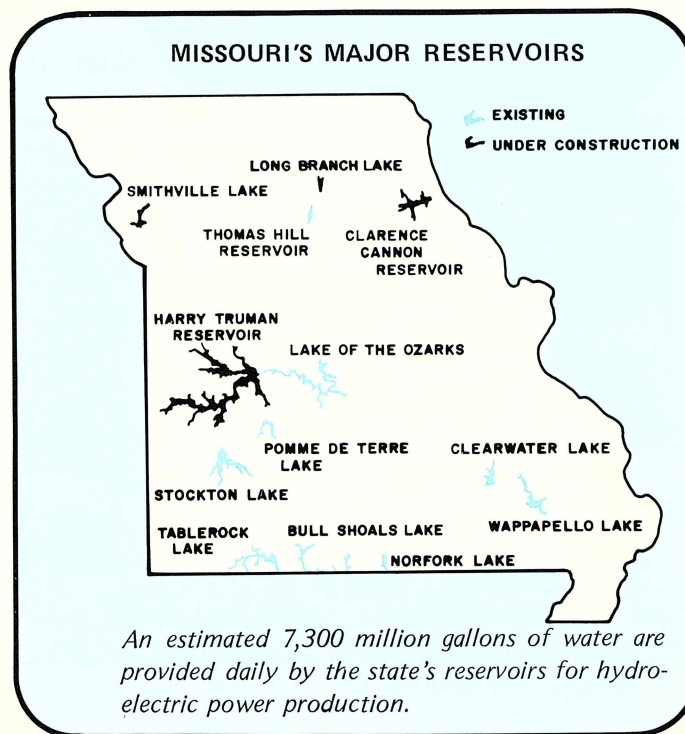 MISSOURI'S MAJOR RESERVOIRS
EXISTING
UNDER CONSTRUCTION
LONG BRANCH LAKE
SMITHVILLE LAKE
THOMAS HILL
RESERVOIR
CLARENCE
CANNON
RESERVOIR
HARRY TRUMAN
RESERVOIR
LAKE OF THE OZARKS
POMME DE TERRE
LAKE
CLEARWATER LAKE
STOCKTON LAKE
TABLEROCK
LAKE
BULL SHOALS LAKE
WAPPAPELLO LAKE
NORFORK LAKE
An estimated 7,300 million gallons of water are
provided daily by the state's reservoirs for hydro-
electric power production.